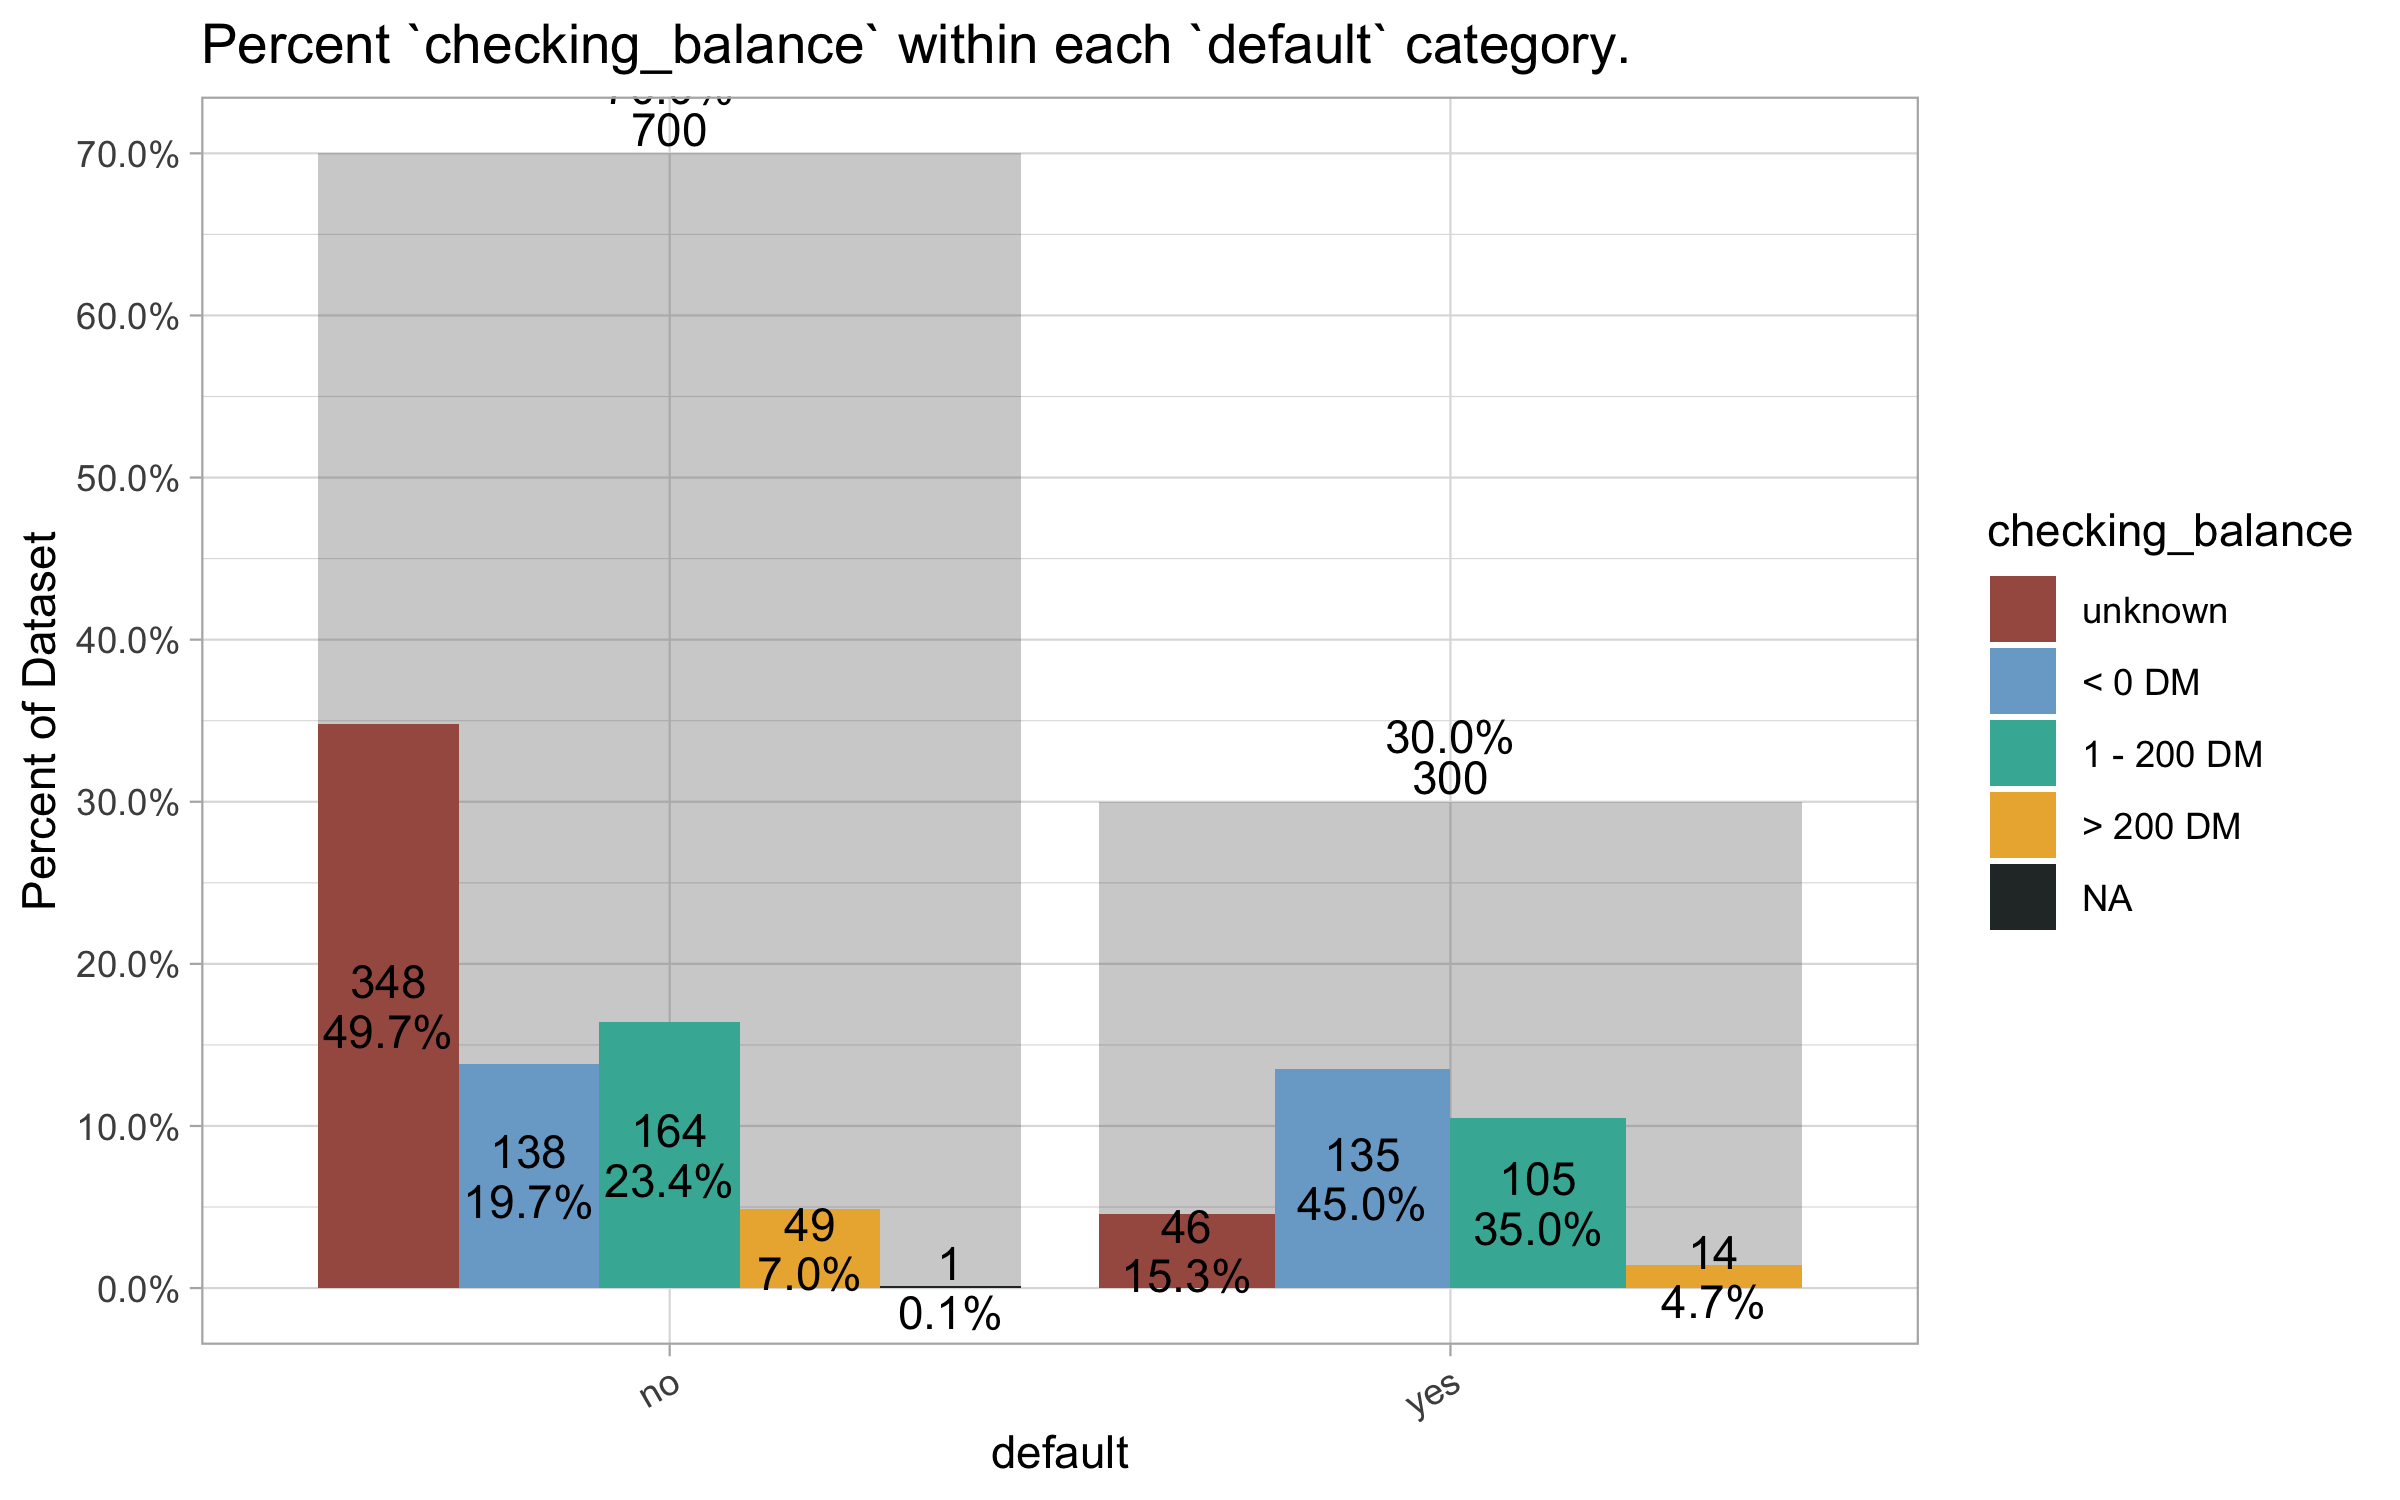 Percent `checking_balance` within each `default` category.
700
70.0%
60.0%
50.0%
40.0%
30.0%
20.0%
10.0%
0.0%
Percent of Dataset
348
49.7%
138
19.7%
164
23.4%
49
7.0%
1
0.1%
30.0%
300
46
15.3%
135
45.0%
105
35.0%
14
4.7%
no
yes
default
checking_balance
unknown
< 0 DM
1 - 200 DM
> 200 DM
NA